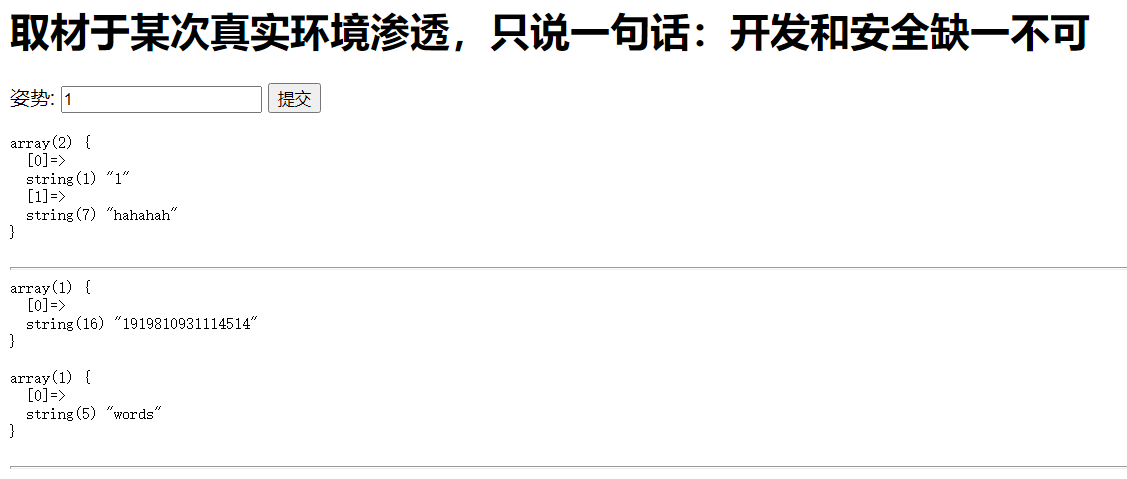 取材于某次真实环境渗透，只说一句话：开发和安全缺一不可
姿势: 1 提交
array(2) {
  [0]=>
  string(1) "1"
  [1]=>
  string(7) "hahahah"
}
array(1) {
  [0]=>
  string(16) "1919810931114514"
}
array(1) {
  [0]=>
  string(5) "words"
}